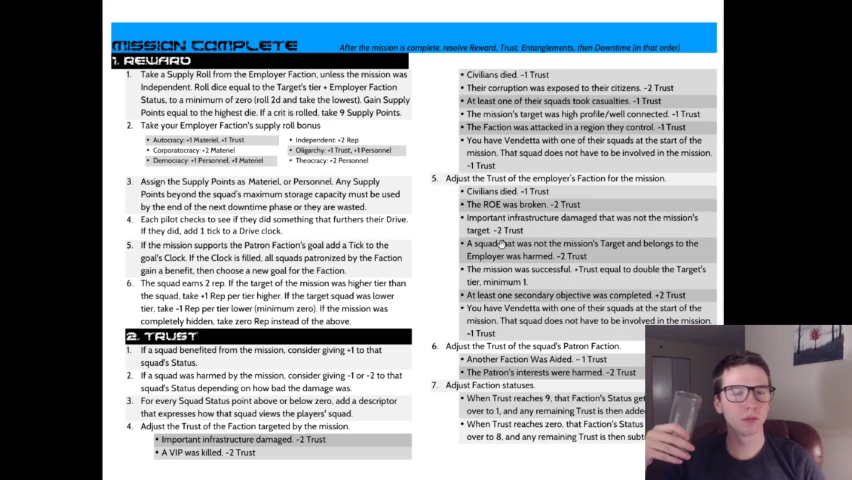 MISSION COMPLETE
After the mission is complete, resolve Reward, Trust, Entanglements, then Downtime (in that order)
1. REWARD
1. Take a Supply Roll from the Employer Faction, unless the mission was
Independent. Roll dice equal to the Target's tier + Employer Faction
Status, to a minimum of zero (roll 2d and take the lowest). Gain Supply
Points equal to the highest die. If a crit is rolled, take 9 Supply Points.
2. Take your Employer Faction's supply roll bonus
• Autocracy: +1 Materiel, +1 Trust
• Corporatocracy: +2 Materiel
• Democracy: +1 Personnel, +1 Materiel
• Independent: +2 Rep
• Oligarchy: +1 Trust, +1 Personnel
• Theocracy: +2 Personnel
3. Assign the Supply Points as Materiel, or Personnel. Any Supply
Points beyond the squad's maximum storage capacity must be used
by the end of the next downtime phase or they are wasted.
4. Each pilot checks to see if they did something that furthers their Drive.
If they did, add 1 tick to a Drive clock.
5. If the mission supports the Patron Faction's goal add a Tick to the
goal's Clock. If the Clock is filled, all squads patronized by the Faction
gain a benefit, then choose a new goal for the Faction.
6. The squad earns 2 rep. If the target of the mission was higher tier than
the squad, take +1 Rep per tier higher. If the target squad was lower
tier, take -1 Rep per tier lower (minimum zero). If the mission was
completely hidden, take zero Rep instead of the above.
2. TRUST
1. If a squad benefited from the mission, consider giving +1 to that
squad's Status.
2. If a squad was harmed by the mission, consider giving -1 or -2 to that
squad's Status depending on how bad the damage was.
3. For every Squad Status point above or below zero, add a descriptor
that expresses how that squad views the players' squad.
4. Adjust the Trust of the Faction targeted by the mission.
• Important infrastructure damaged. -2 Trust
• A VIP was killed. -2 Trust
• Civilians died. -1 Trust
• Their corruption was exposed to their citizens. -2 Trust
• At least one of their squads took casualties. -1 Trust
• The mission's target was high profile/well connected. -1 Trust
• The Faction was attacked in a region they control. -1 Trust
• You have Vendetta with one of their squads at the start of the
mission. That squad does not have to be involved in the mission.
-1 Trust
5. Adjust the Trust of the employer's Faction for the mission.
• Civilians died. -1 Trust
• The ROE was broken. -2 Trust
• Important infrastructure damaged that was not the mission's
target. -2 Trust
• A squad that was not the mission's Target and belongs to the
Employer was harmed. -2 Trust
• The mission was successful. +Trust equal to double the Target's
tier, minimum 1.
• At least one secondary objective was completed. +2 Trust
• You have Vendetta with one of their squads at the start of the
mission. That squad does not have to be involved in the mission.
-1 Trust
6. Adjust the Trust of the squad's Patron Faction.
• Another Faction Was Aided. - 1 Trust
• The Patron's interests were harmed. -2 Trust
7. Adjust Faction statuses.
• When Trust reaches 9, that Faction's Status get
over to 1, and any remaining Trust is then adde
• When Trust reaches zero, that Faction's Status
over to 8, and any remaining Trust is then subt